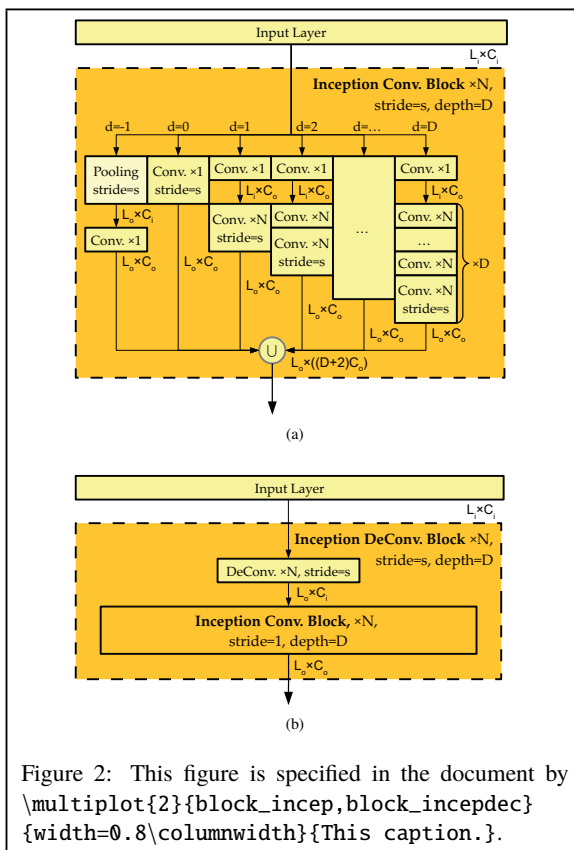 Input Layer
L_i×C_i
Inception Conv. Block ×N,
stride=s, depth=D
d=-1 d=0 d=1 d=2 d=... d=D
Pooling
stride=s
Conv. ×1
stride=s
Conv. ×1
Conv. ×1
Conv. ×1
L_i×C_o
L_i×C_o
L_i×C_o
L_o×C_i
Conv. ×1
Conv. ×N
stride=s
Conv. ×N
Conv. ×N
stride=s
...
Conv. ×N
...
Conv. ×N
Conv. ×N
stride=s
×D
L_o×C_o
L_o×C_o
L_o×C_o
L_o×C_o
L_o×C_o
L_o×C_o
U
L_o×((D+2)C_o)
(a)
Input Layer
L_i×C_i
Inception DeConv. Block ×N,
stride=s, depth=D
DeConv. ×N, stride=s
L_o×C_i
Inception Conv. Block, ×N,
stride=1, depth=D
L_o×C_o
(b)
Figure 2: This figure is specified in the document by
\multiplot{2}{block_incep,block_incepdec}
{width=0.8\columnwidth}{This caption.}.